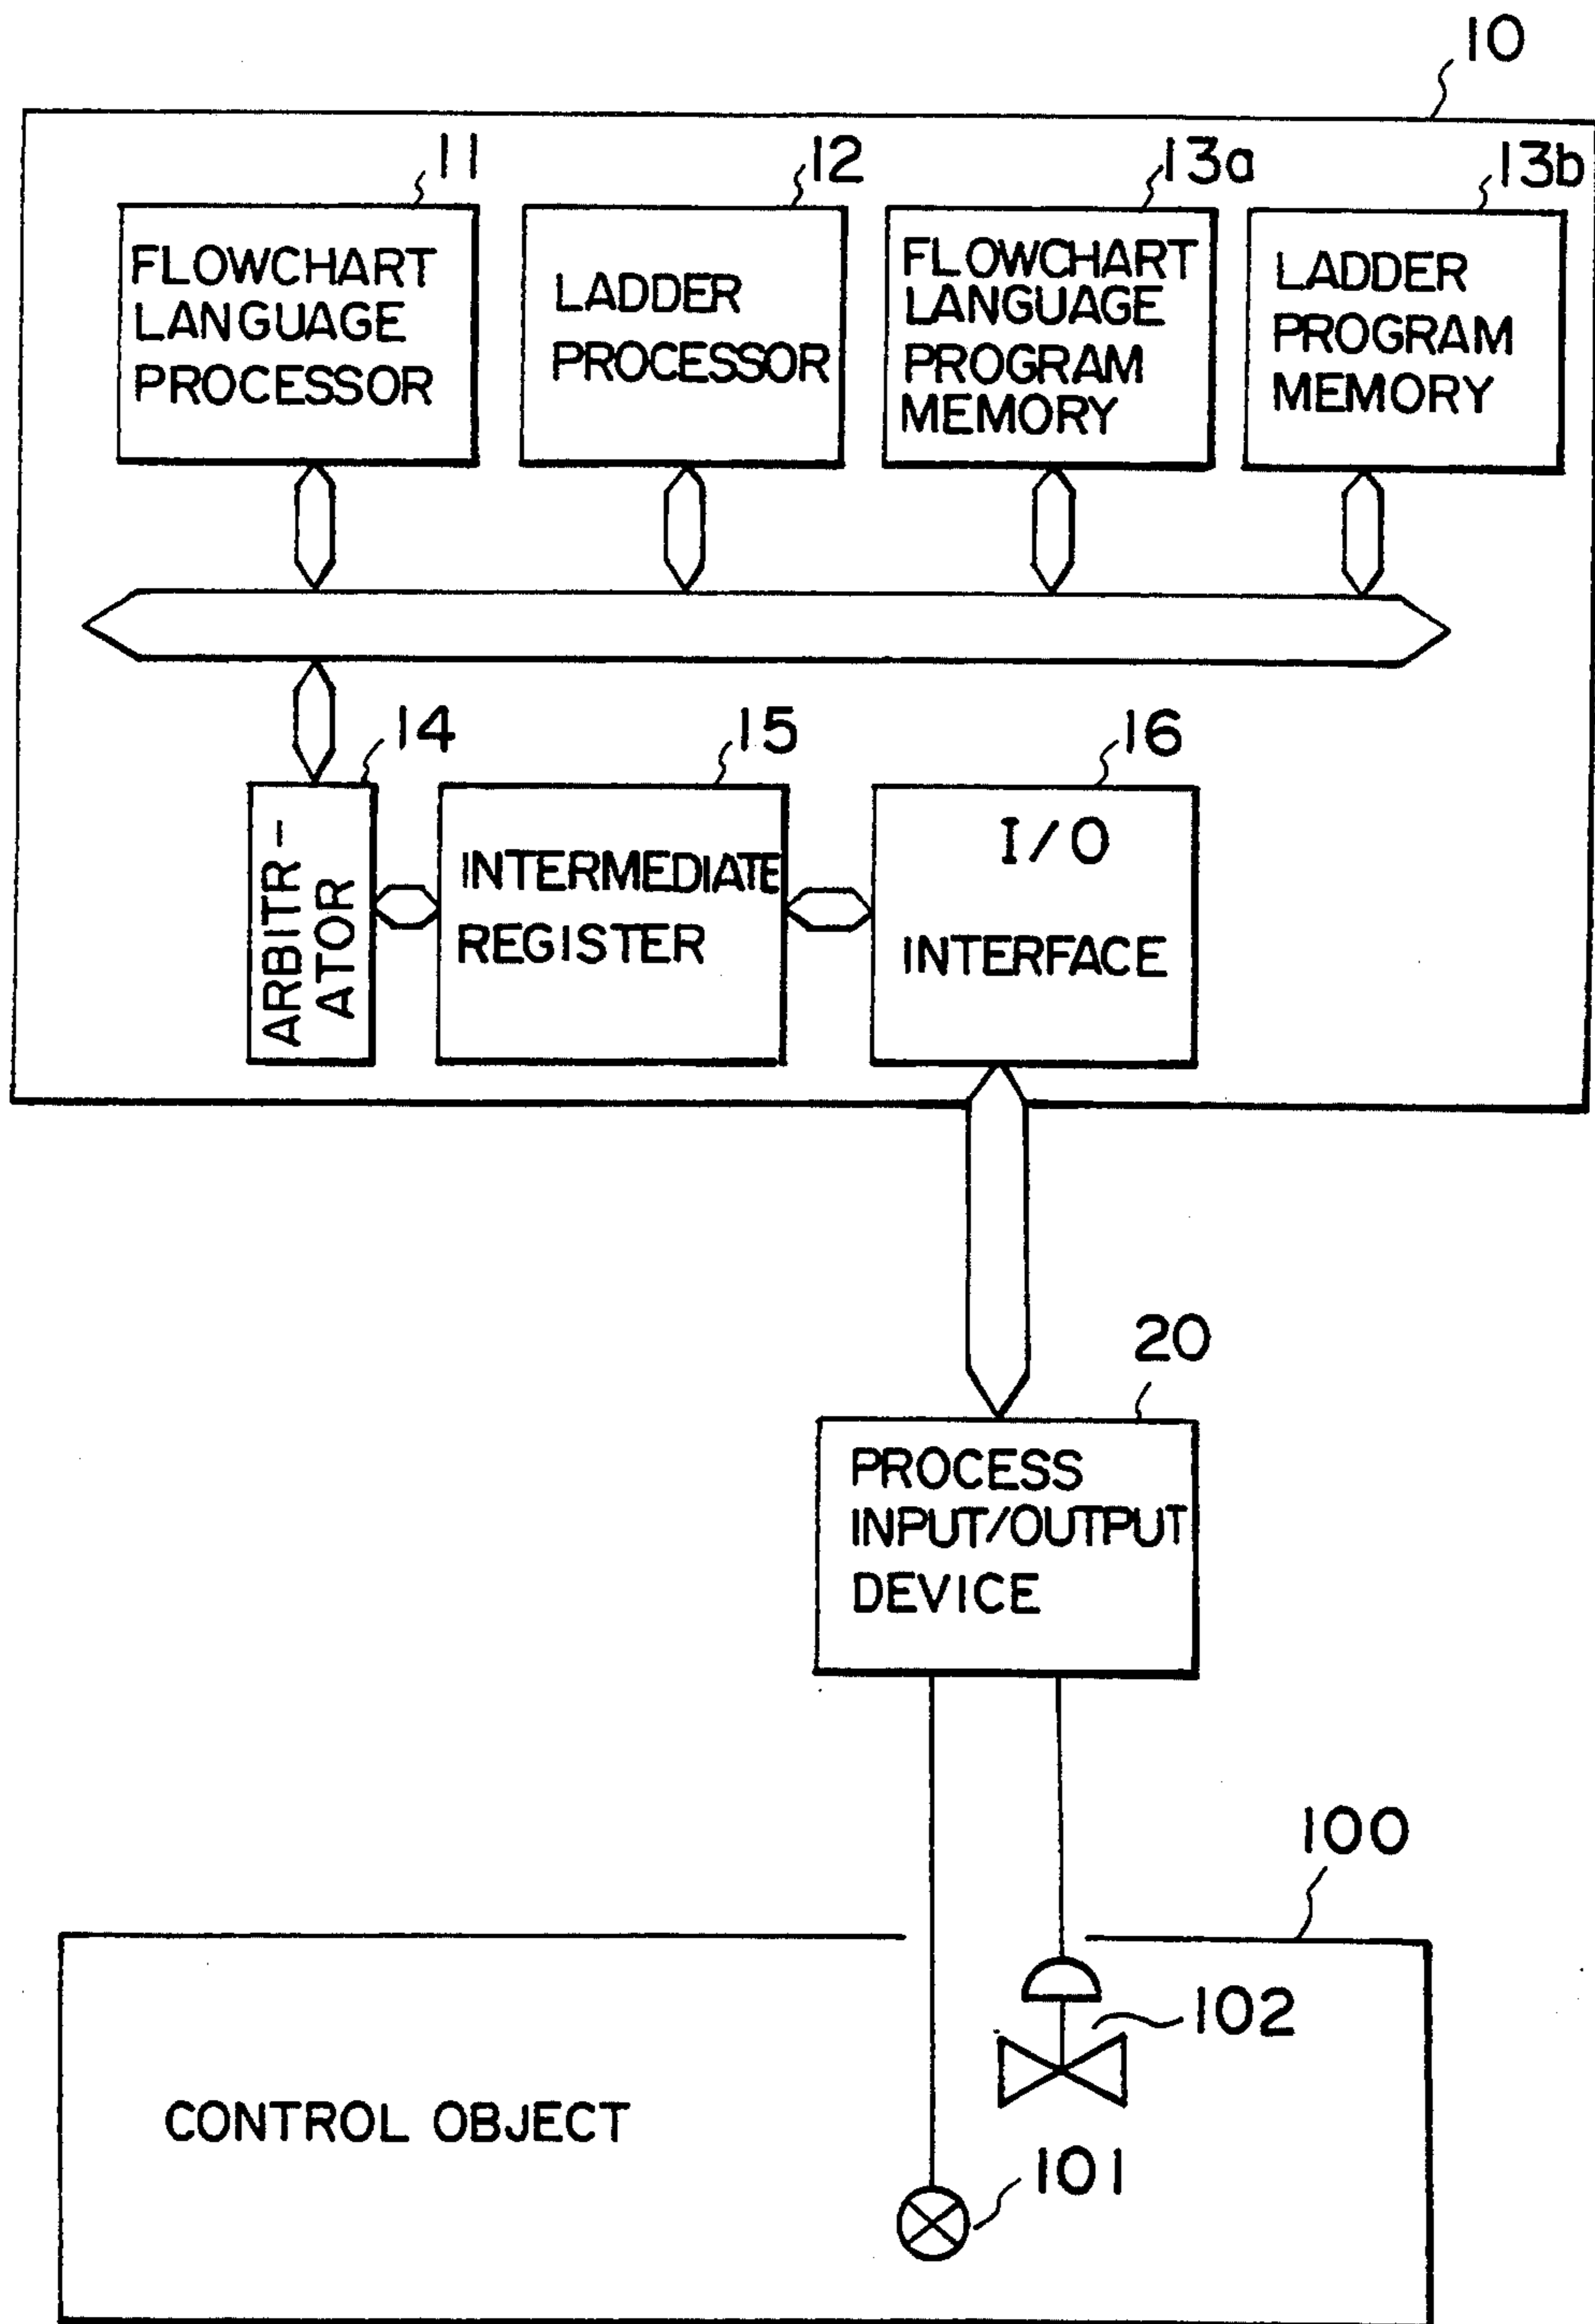 10
11
12
13a
13b
FLOWCHART
LANGUAGE
PROCESSOR
LADDER
PROCESSOR
FLOWCHART
LANGUAGE
PROGRAM
MEMORY
LADDER
PROGRAM
MEMORY
14
15
16
ARBITR-
ATOR
INTERMEDIATE
REGISTER
I/O
INTERFACE
20
PROCESS
INPUT/OUTPUT
DEVICE
100
102
CONTROL OBJECT
101